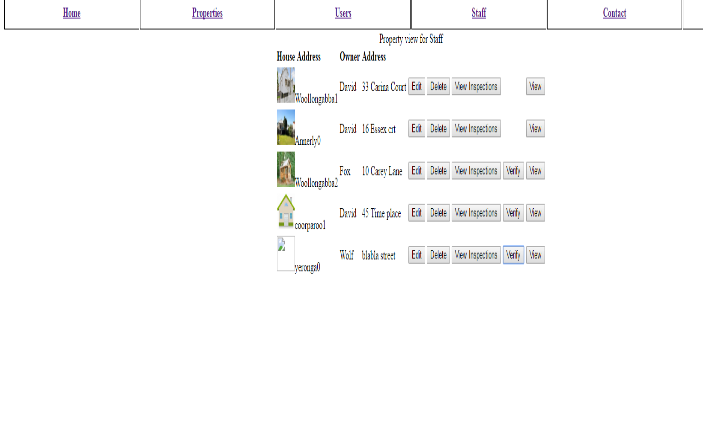 Home Properties Users Staff Contact
Property view for Staff
House Address Owner Address
Woollongabba1 David 33 Carina Court Edit Delete View Inspections View
Annerly0 David 16 Essex crt Edit Delete View Inspections View
Woollongabba2 Fox 10 Carey Lane Edit Delete View Inspections Verify View
coorparoo1 David 45 Time place Edit Delete View Inspections Verify View
yeronga0 Wolf blabla street Edit Delete View Inspections Verify View